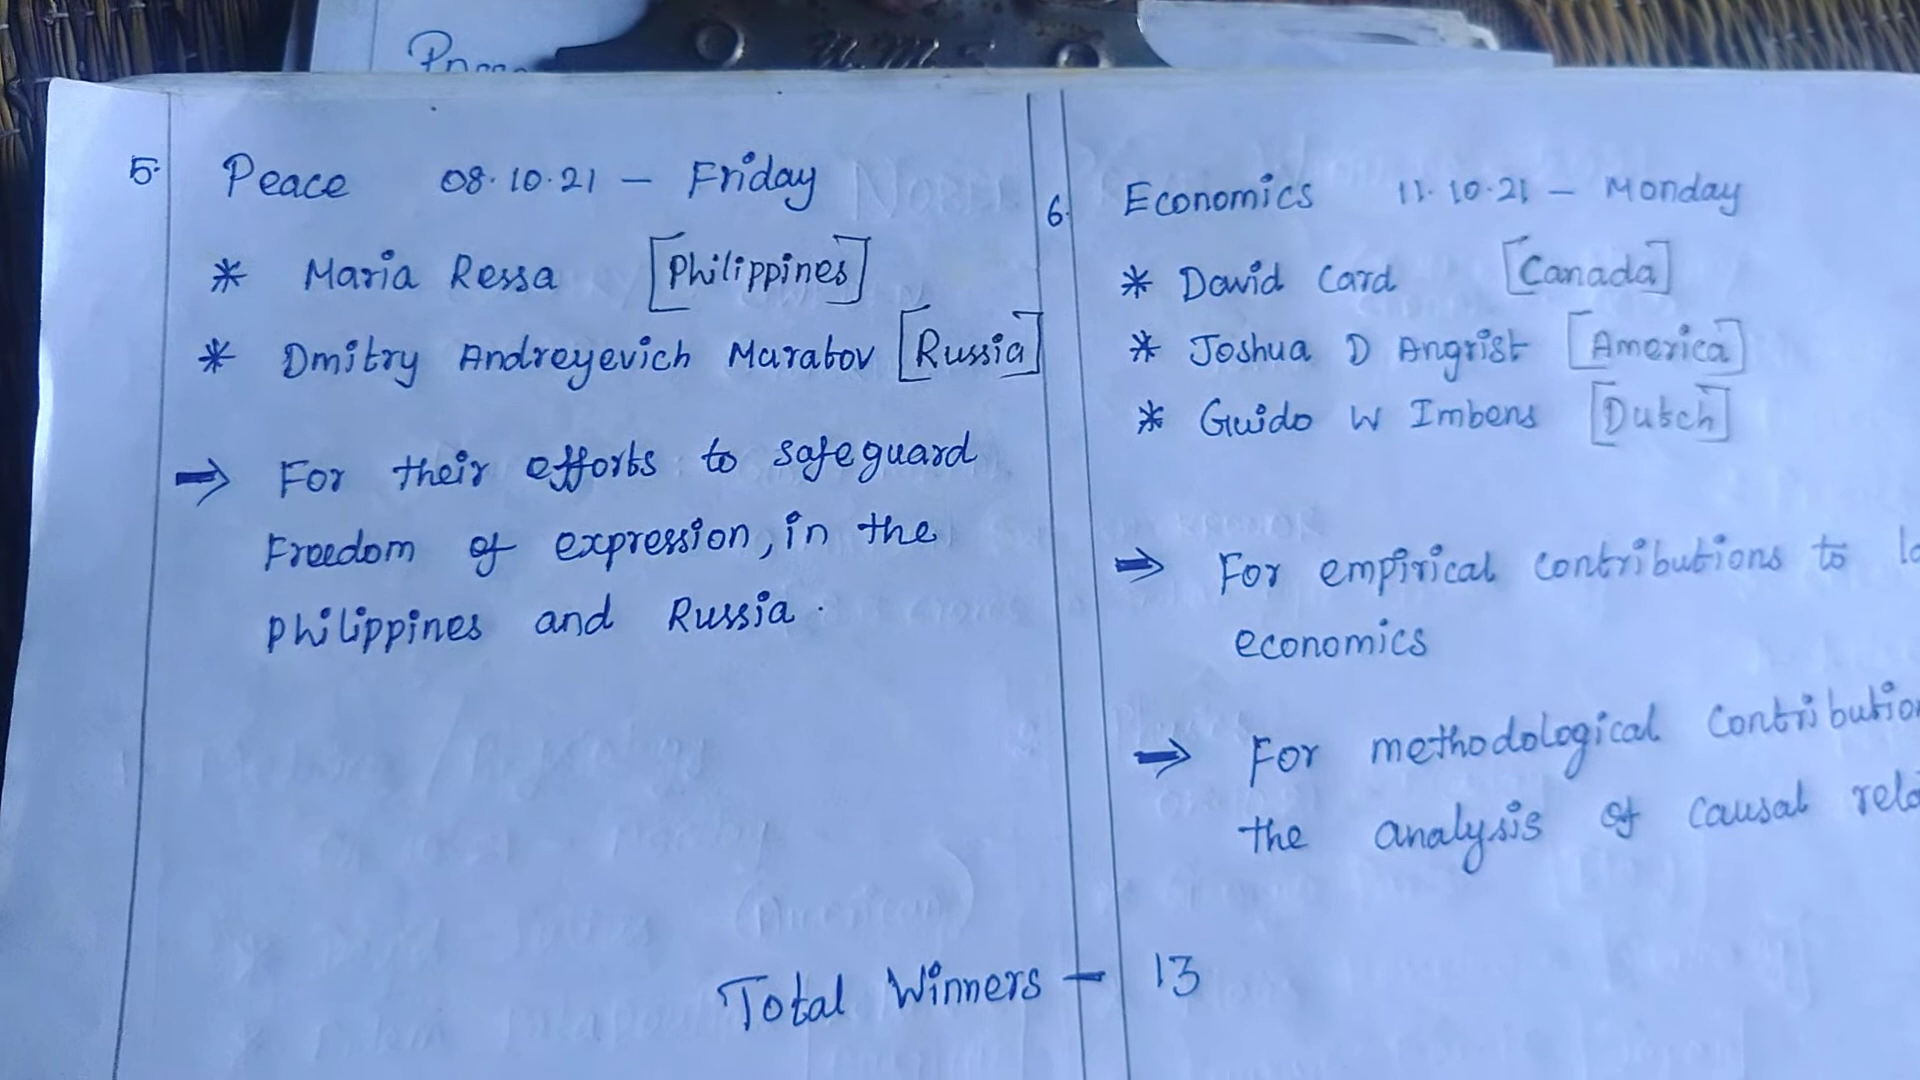 5. Peace 08.10.21 – Friday
* Maria Ressa [Philippines]
* Dmitry Andreyevich Muratov [Russia]
⇒ For their efforts to safeguard
Freedom of expression, in the
philippines and Russia.
6. Economics 11.10.21 – Monday
* David Card [Canada]
* Joshua D Angrist [America]
* Guido W Imbens [Dutch]
⇒ For empirical contributions to
economics
⇒ For methodological contribution
the analysis of causal
Total Winners – 13